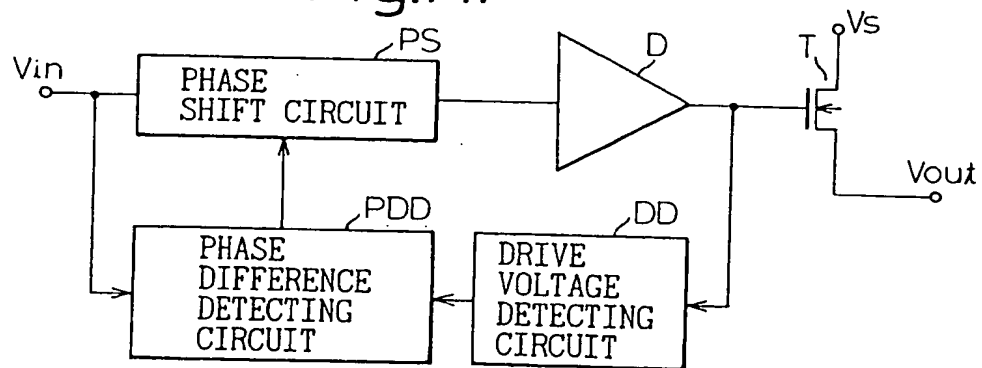 PS
D
T
Vs
Vin
PHASE
SHIFT CIRCUIT
Vout
PDD
DD
PHASE
DIFFERENCE
DETECTING
CIRCUIT
DRIVE
VOLTAGE
DETECTING
CIRCUIT